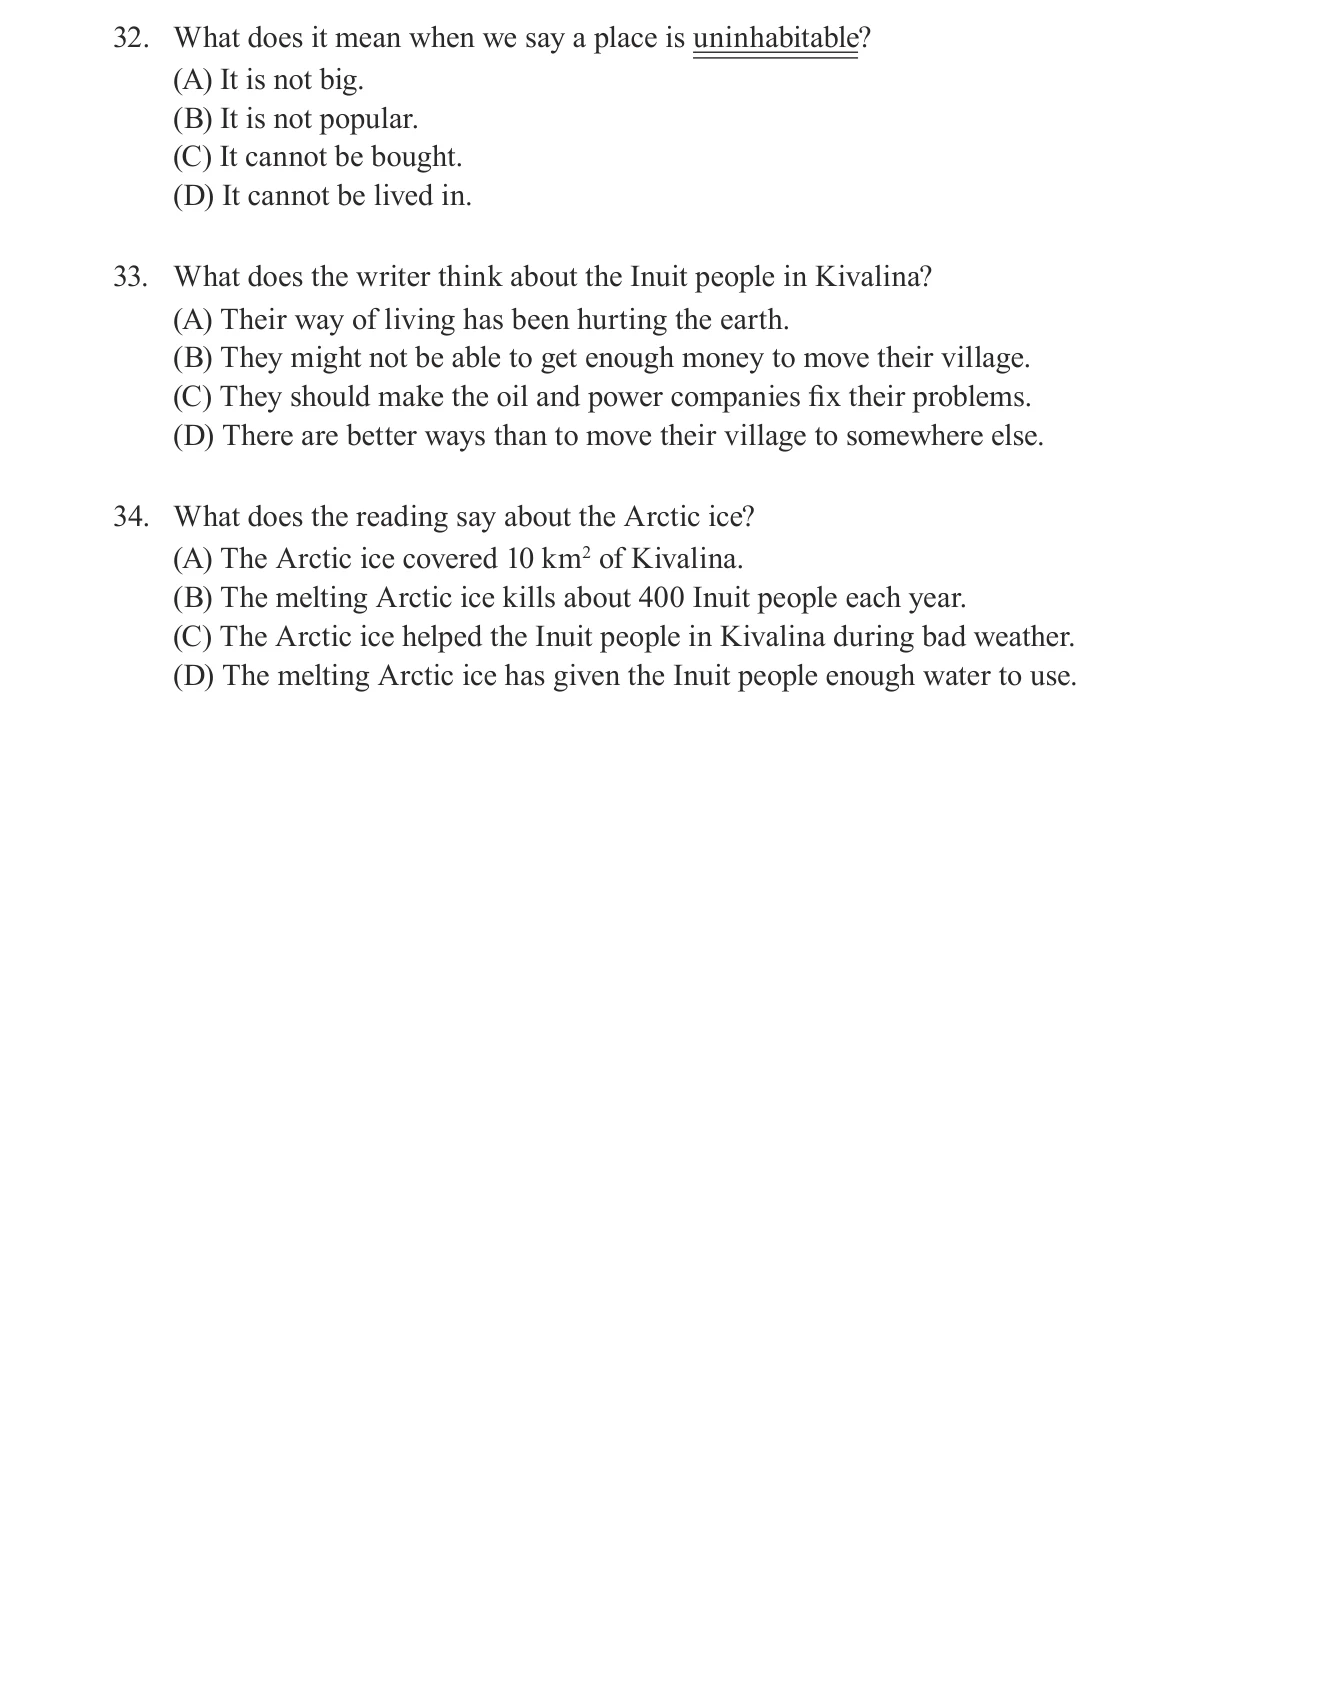 32. What does it mean when we say a place is uninhabitable?
(A) It is not big.
(B) It is not popular.
(C) It cannot be bought.
(D) It cannot be lived in.
33. What does the writer think about the Inuit people in Kivalina?
(A) Their way of living has been hurting the earth.
(B) They might not be able to get enough money to move their village.
(C) They should make the oil and power companies fix their problems.
(D) There are better ways than to move their village to somewhere else.
34. What does the reading say about the Arctic ice?
(A) The Arctic ice covered 10 km² of Kivalina.
(B) The melting Arctic ice kills about 400 Inuit people each year.
(C) The Arctic ice helped the Inuit people in Kivalina during bad weather.
(D) The melting Arctic ice has given the Inuit people enough water to use.